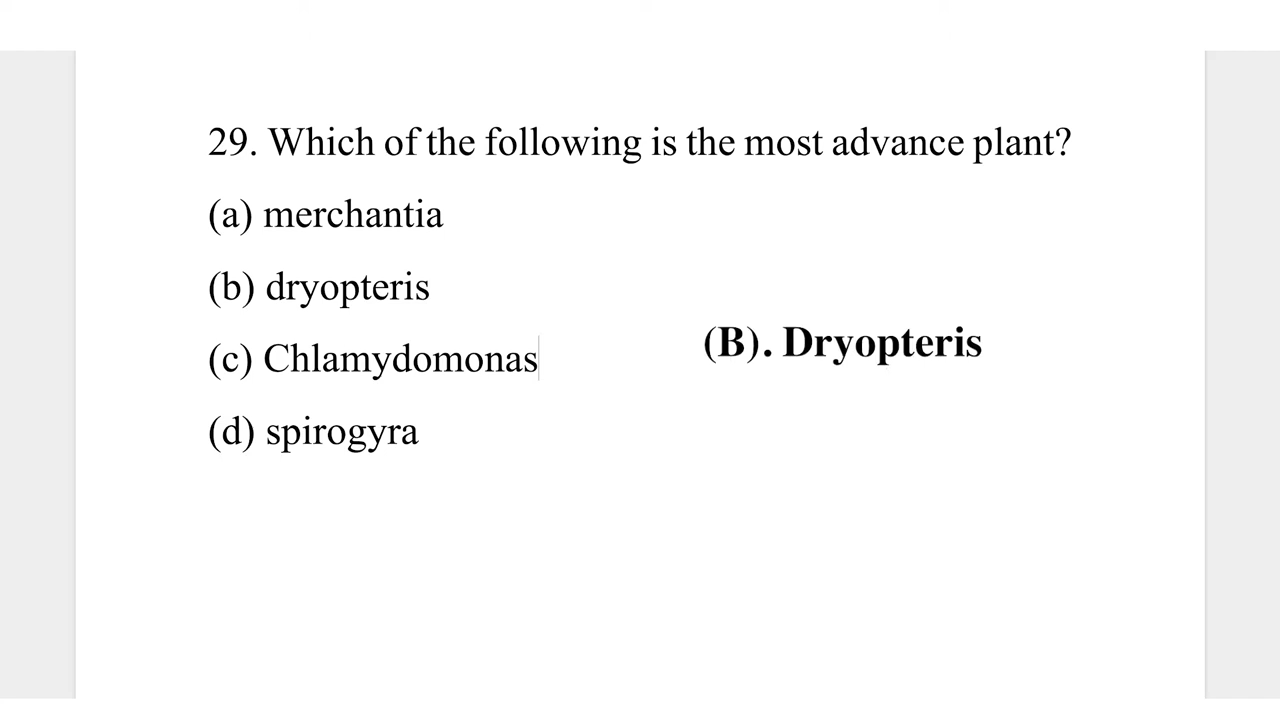 29. Which of the following is the most advance plant?
(a) merchantia
(b) dryopteris
(c) Chlamydomonas
(d) spirogyra
(B). Dryopteris